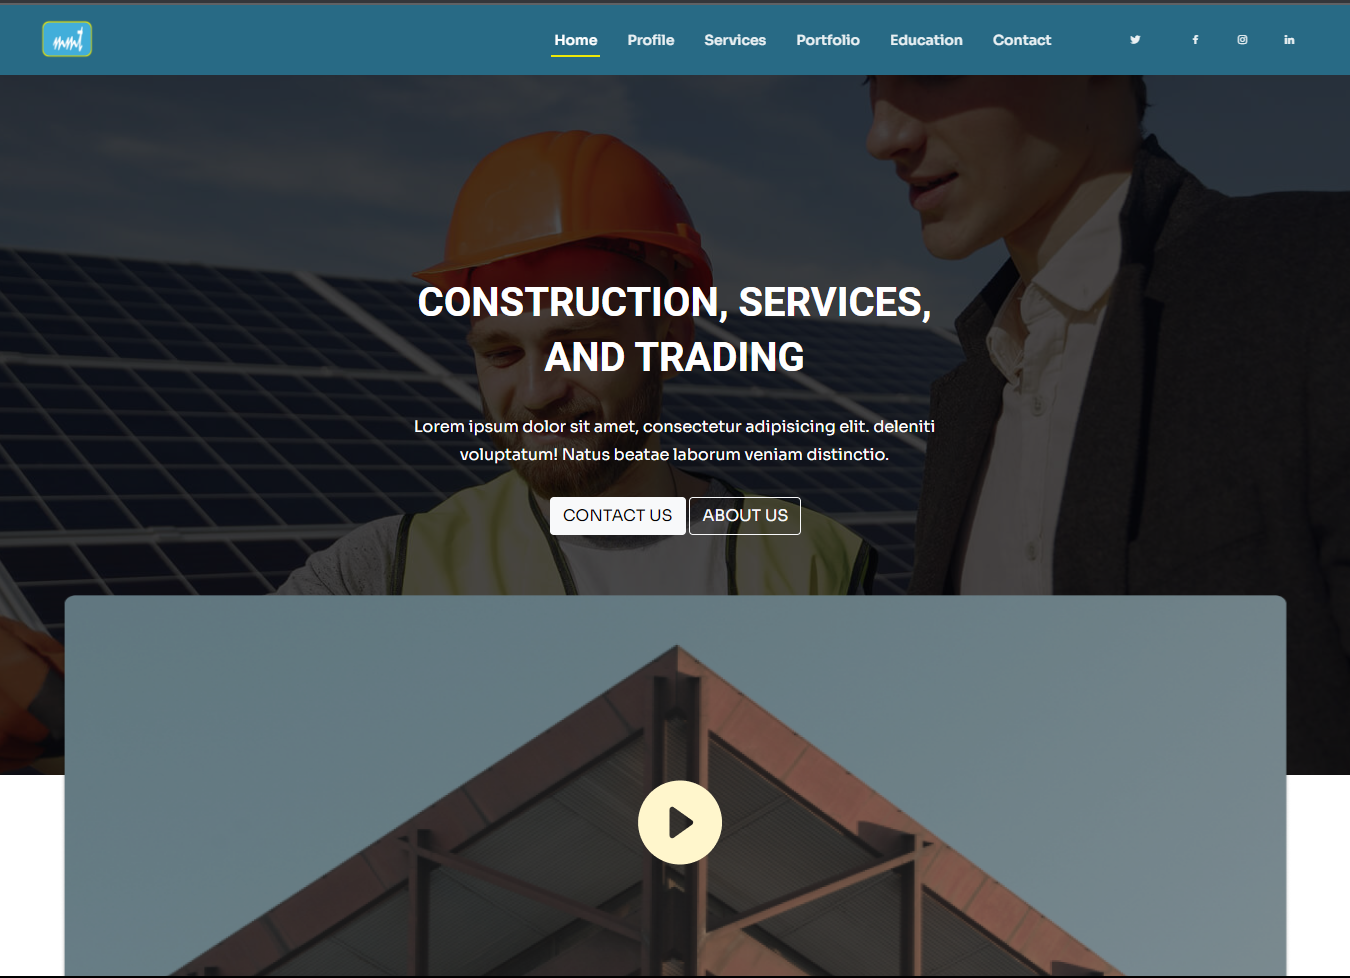 mmt
Home Profile Services Portfolio Education Contact
CONSTRUCTION, SERVICES,
AND TRADING
Lorem ipsum dolor sit amet, consectetur adipisicing elit. deleniti
voluptatum! Natus beatae laborum veniam distinctio.
CONTACT US ABOUT US